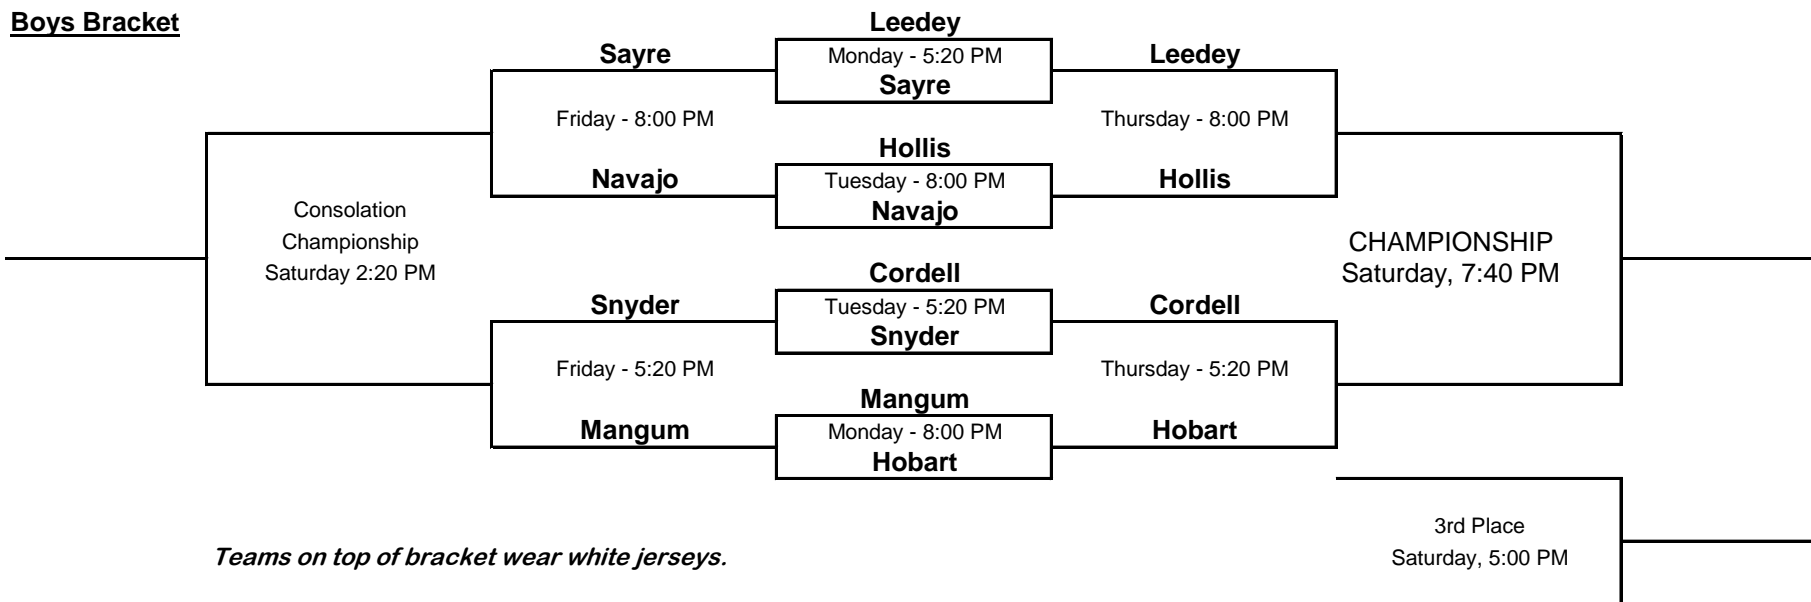 Boys Bracket
Leedey
Sayre
Monday - 5:20 PM
Leedey
Sayre
Friday - 8:00 PM
Thursday - 8:00 PM
Hollis
Navajo
Tuesday - 8:00 PM
Hollis
Navajo
Consolation
Championship
Saturday 2:20 PM
CHAMPIONSHIP
Saturday, 7:40 PM
Cordell
Snyder
Tuesday - 5:20 PM
Cordell
Snyder
Friday - 5:20 PM
Thursday - 5:20 PM
Mangum
Mangum
Monday - 8:00 PM
Hobart
Hobart
3rd Place
Saturday, 5:00 PM
Teams on top of bracket wear white jerseys.